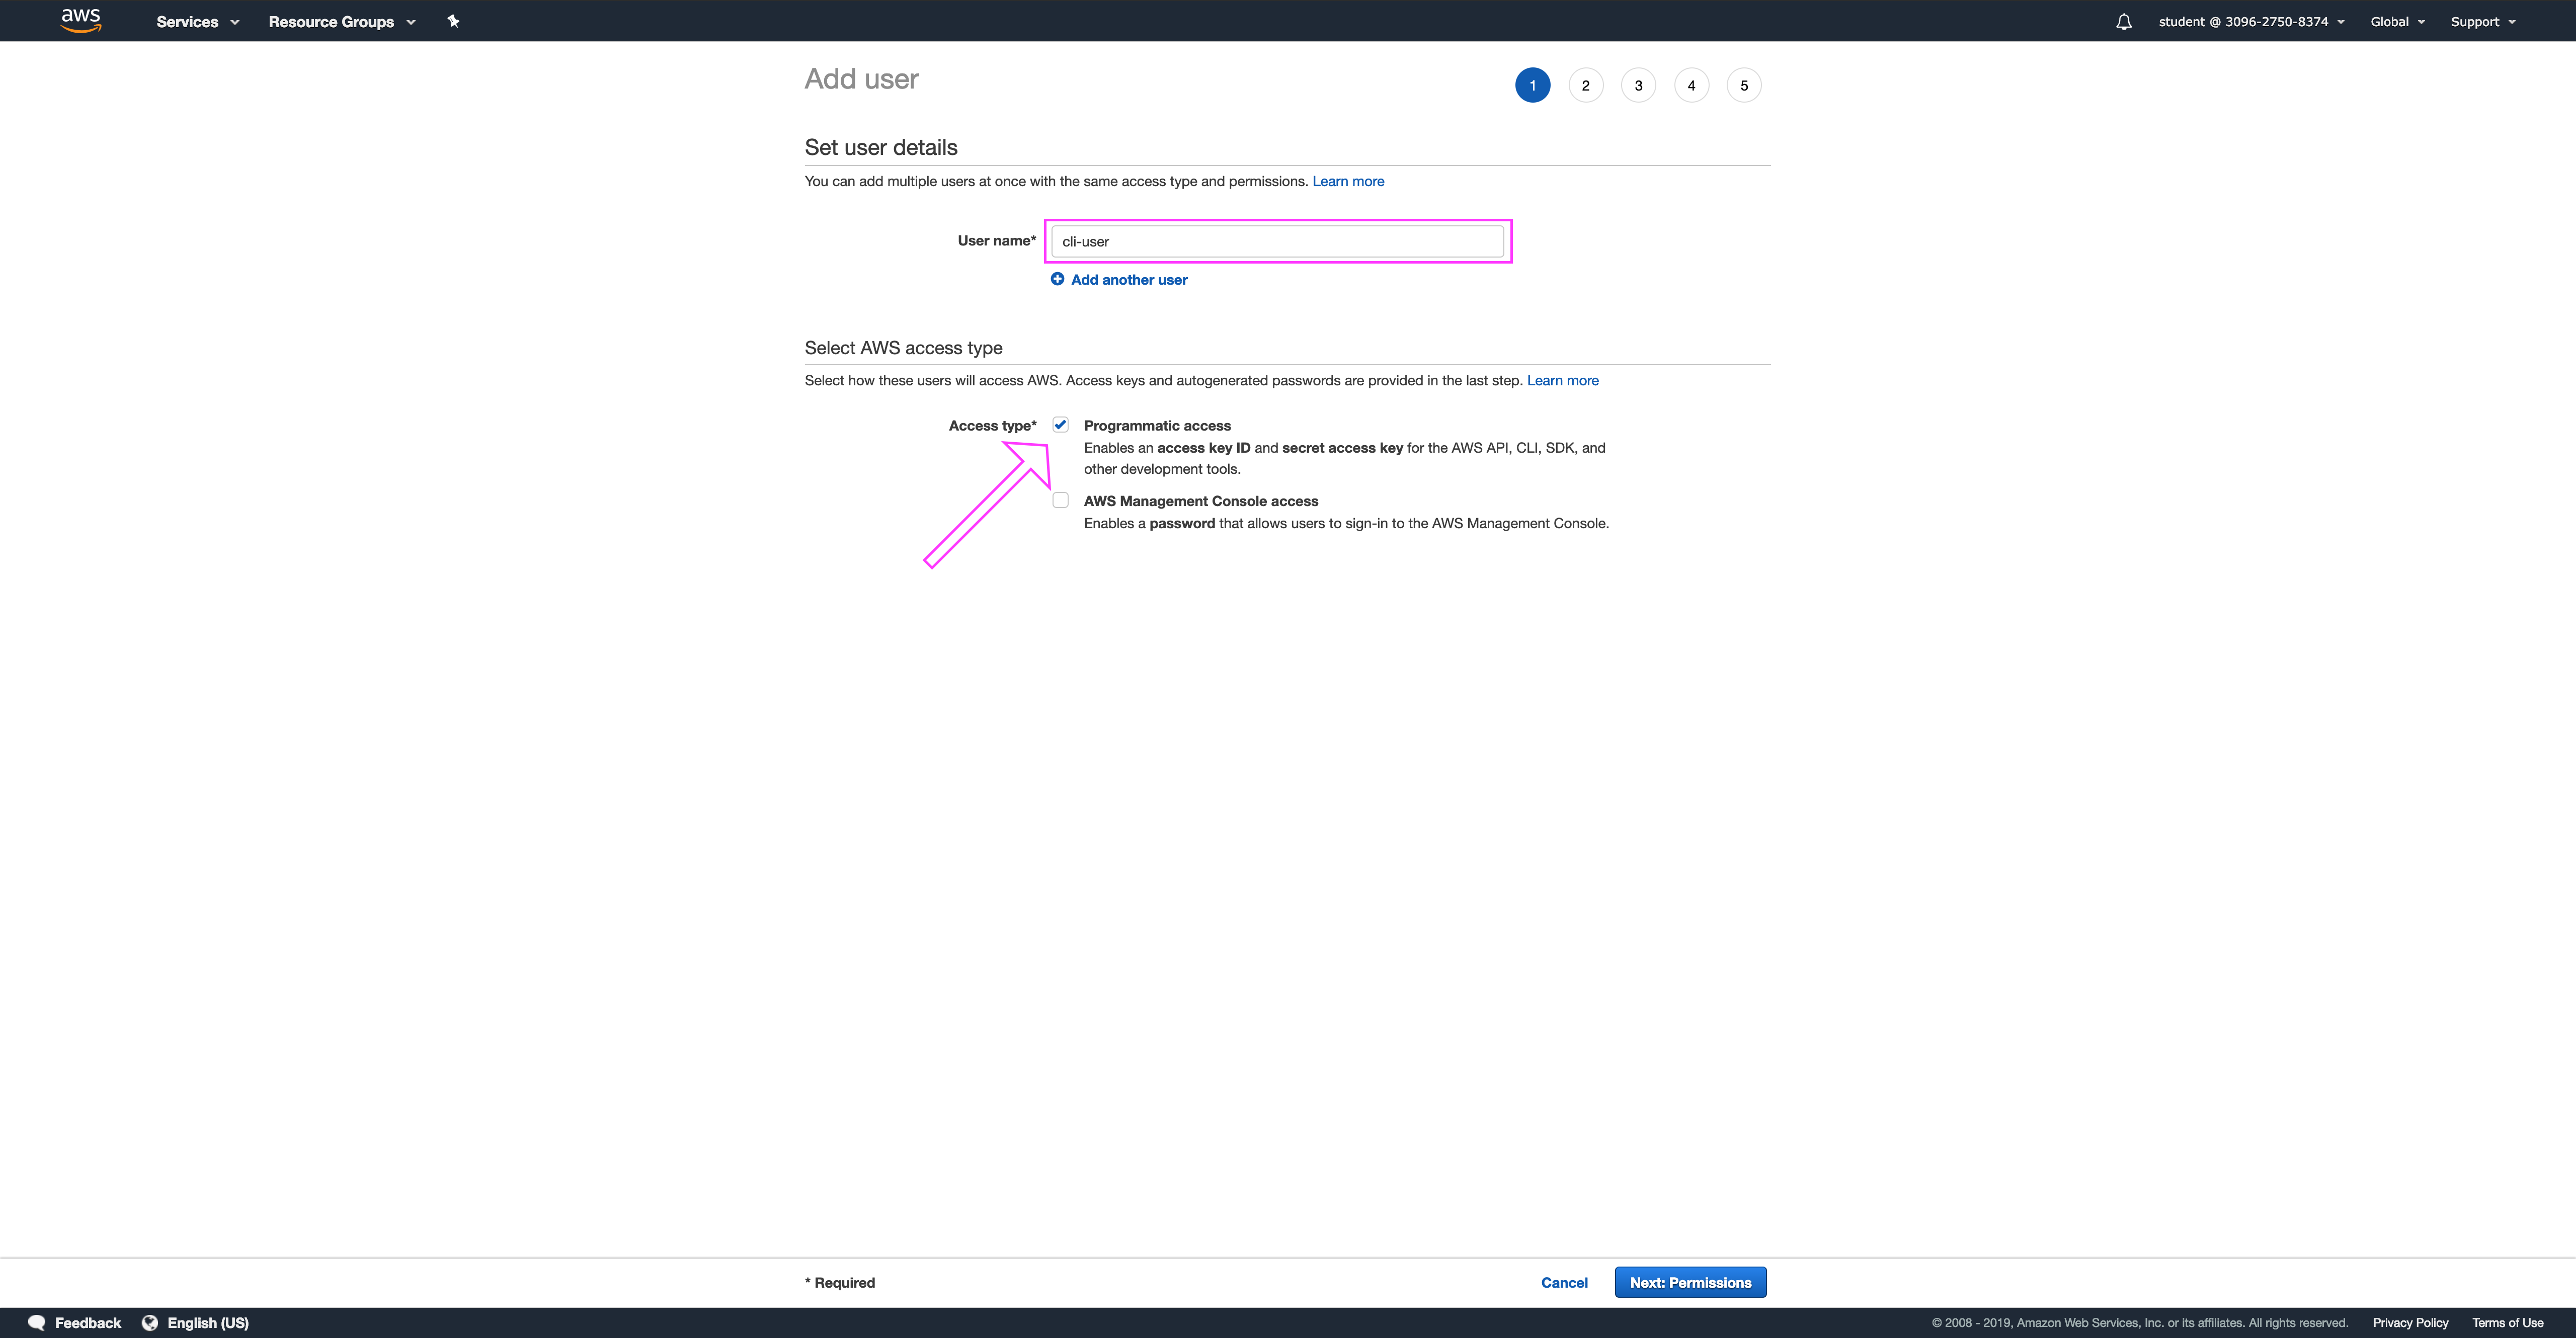 aws Services Resource Groups student @ 3096-2750-8374 Global Support
Add user
1 2 3 4 5
Set user details
You can add multiple users at once with the same access type and permissions. Learn more
User name* cli-user
Add another user
Select AWS access type
Select how these users will access AWS. Access keys and autogenerated passwords are provided in the last step. Learn more
Access type* Programmatic access
Enables an access key ID and secret access key for the AWS API, CLI, SDK, and
other development tools.
AWS Management Console access
Enables a password that allows users to sign-in to the AWS Management Console.
* Required Cancel Next: Permissions
Feedback English (US) © 2008 - 2019, Amazon Web Services, Inc. or its affiliates. All rights reserved. Privacy Policy Terms of Use